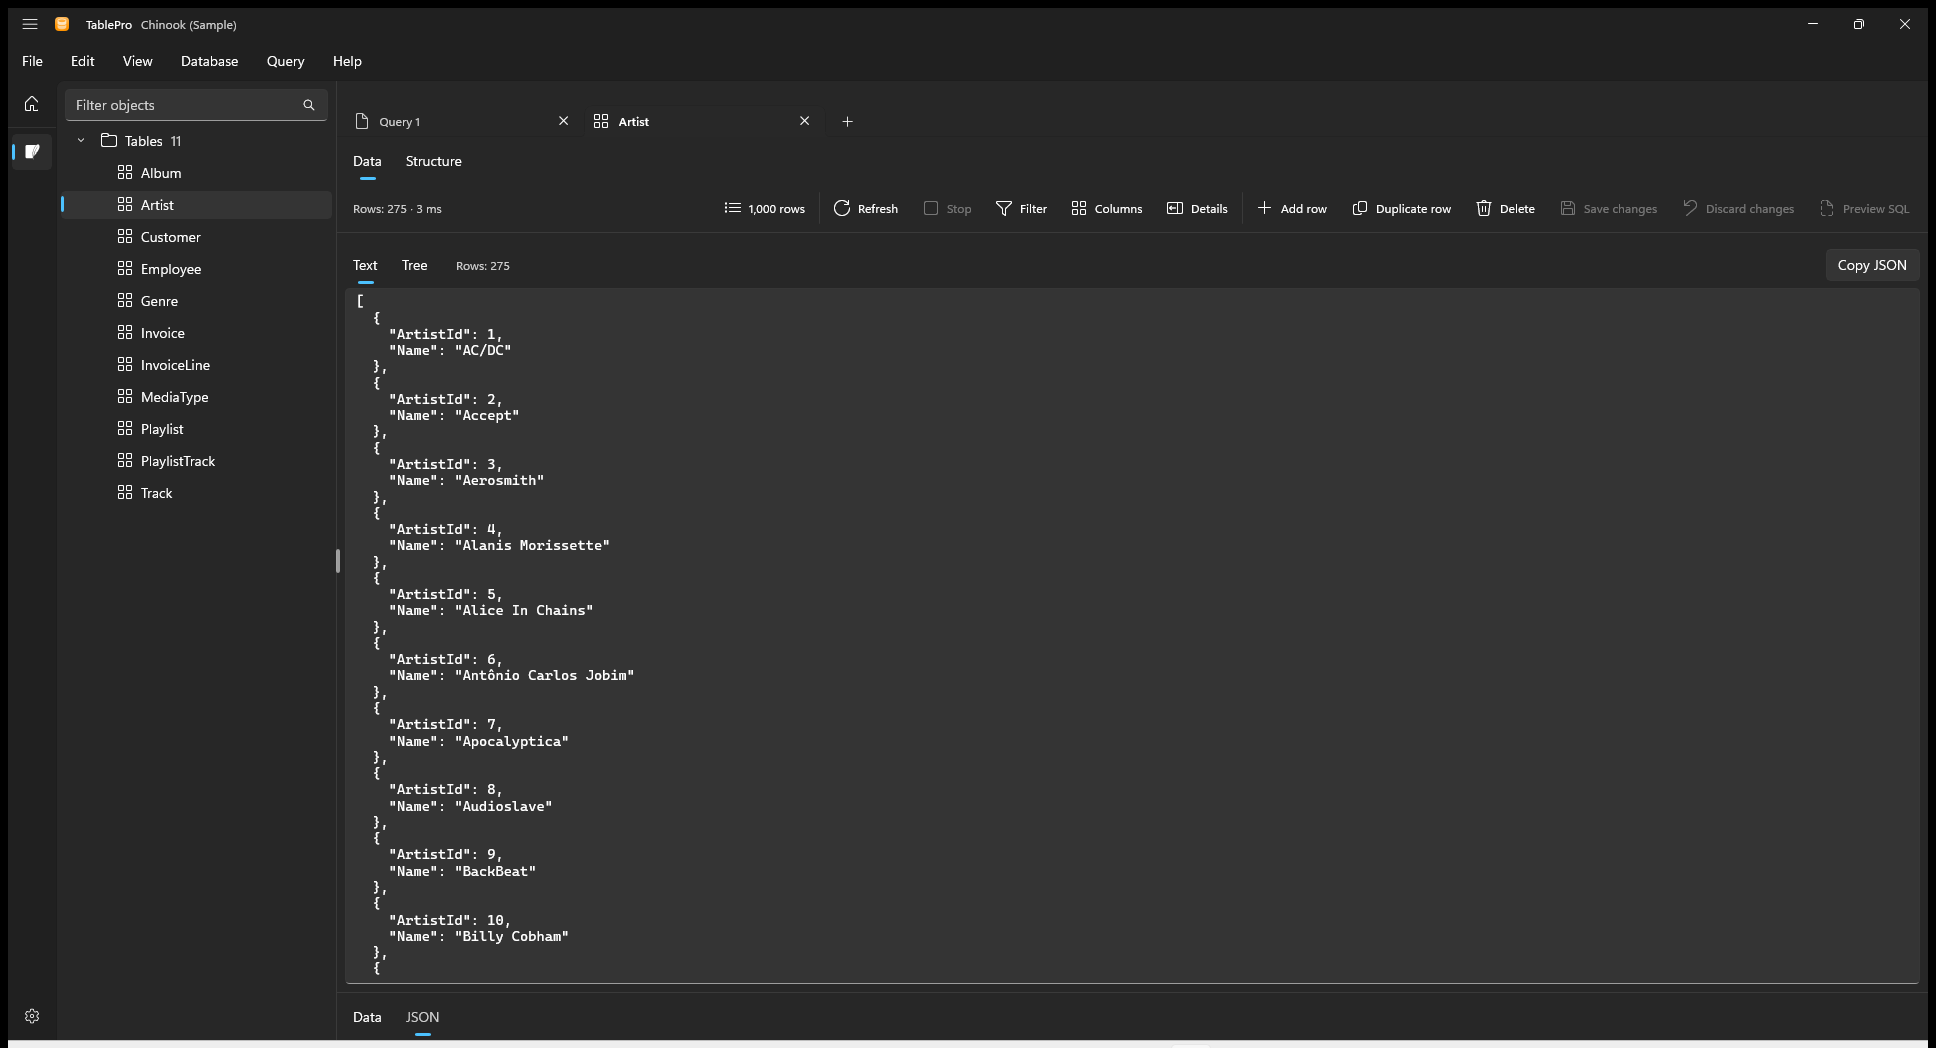 TablePro Chinook (Sample)
File Edit View Database Query Help
Filter objects
Tables 11
Album
Artist
Customer
Employee
Genre
Invoice
InvoiceLine
MediaType
Playlist
PlaylistTrack
Track
Query 1 Artist
Data Structure
Rows: 275 · 3 ms 1,000 rows Refresh Stop Filter Columns Details Add row Duplicate row Delete Save changes Discard changes Preview SQL
Text Tree Rows: 275 Copy JSON
[
{
"ArtistId": 1,
"Name": "AC/DC"
},
{
"ArtistId": 2,
"Name": "Accept"
},
{
"ArtistId": 3,
"Name": "Aerosmith"
},
{
"ArtistId": 4,
"Name": "Alanis Morissette"
},
{
"ArtistId": 5,
"Name": "Alice In Chains"
},
{
"ArtistId": 6,
"Name": "Antônio Carlos Jobim"
},
{
"ArtistId": 7,
"Name": "Apocalyptica"
},
{
"ArtistId": 8,
"Name": "Audioslave"
},
{
"ArtistId": 9,
"Name": "BackBeat"
},
{
"ArtistId": 10,
"Name": "Billy Cobham"
},
{
Data JSON